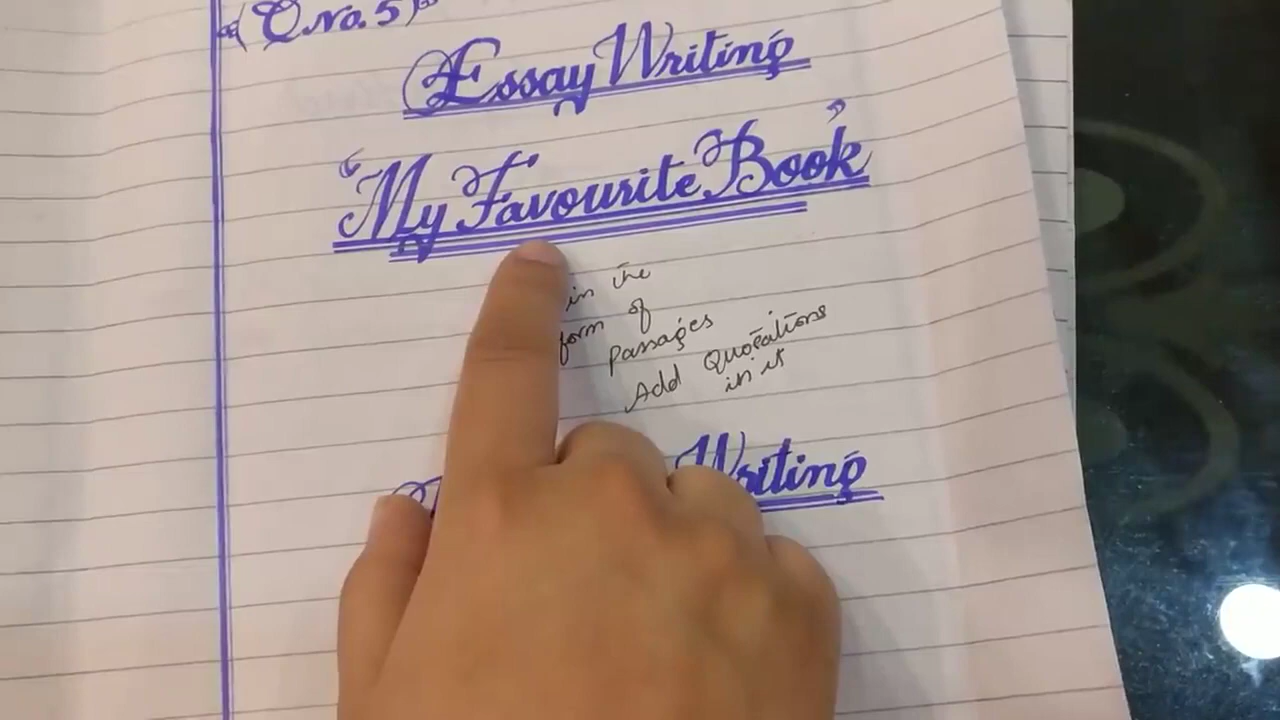 (Q No. 5)
Essay Writing
"My Favourite Book"
in the
form of
Passages
Add Quotations
in it
Writing